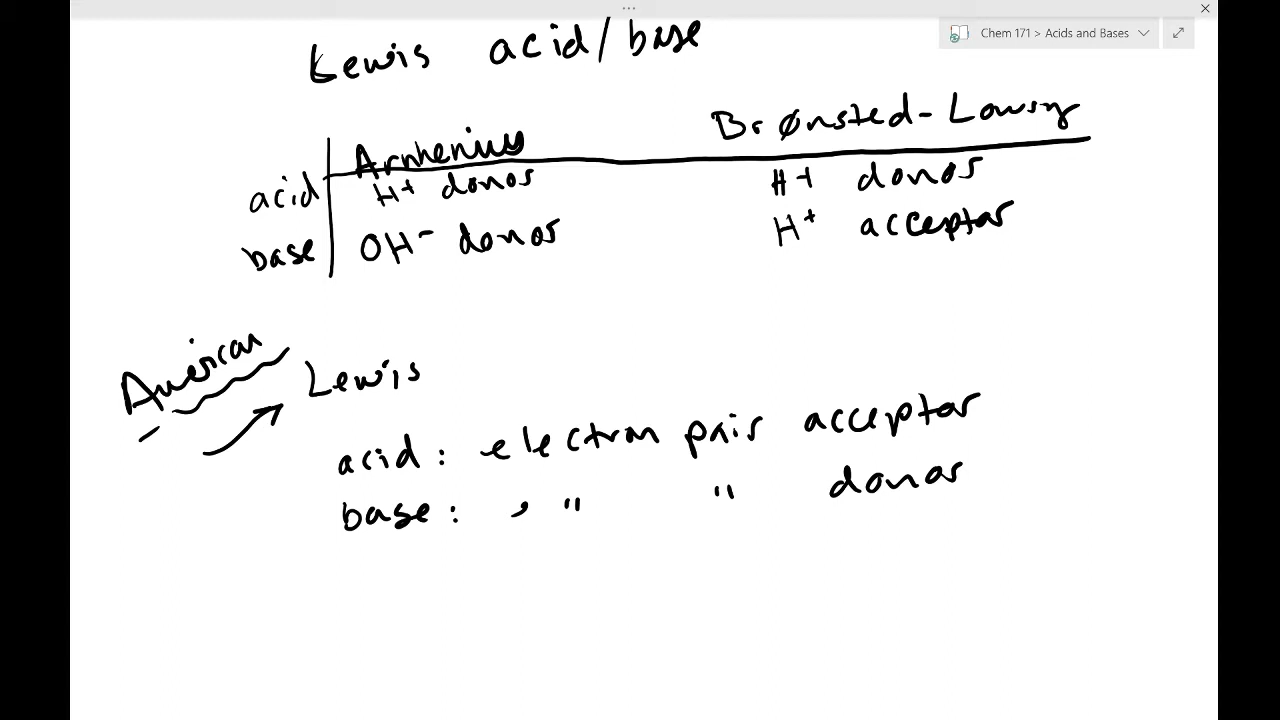 Chem 171 > Acids and Bases
Lewis acid/base
Arrhenius Brønsted-Lowry
acid H+ donor H+ donor
base OH- donor H+ acceptor
American
Lewis
acid: electron pair acceptor
base: , " " donor